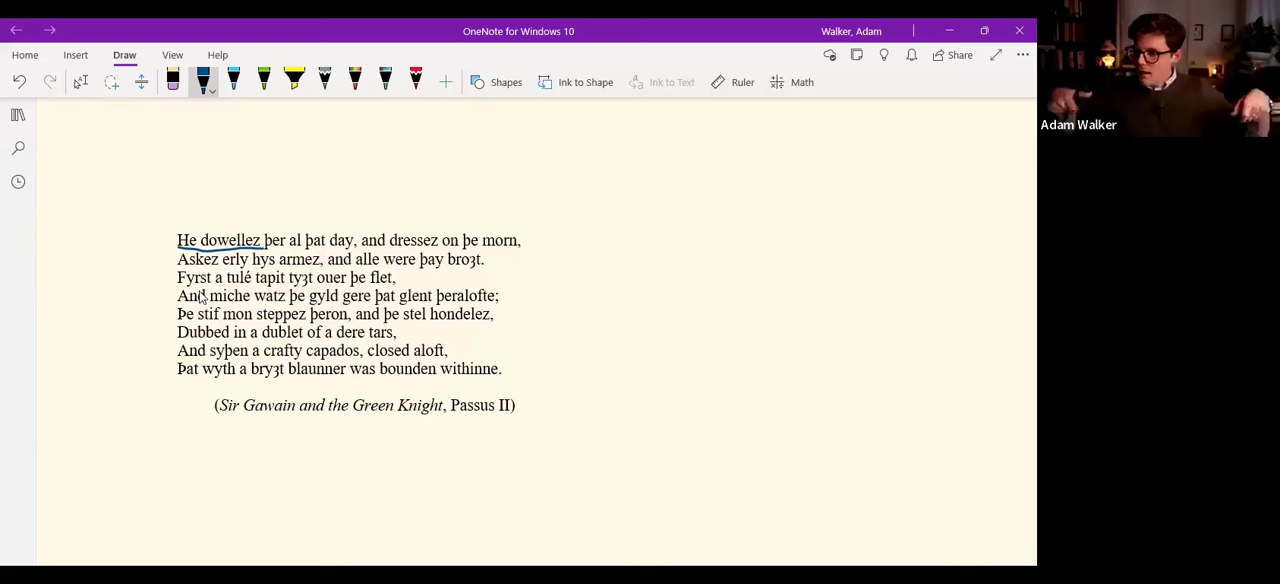 OneNote for Windows 10
Walker, Adam
Home Insert Draw View Help
Share
Shapes Ink to Shape Ink to Text Ruler Math
Adam Walker
He dowellez þer al þat day, and dressez on þe morn,
Askez erly hys armez, and alle were þay broȝt.
Fyrst a tulé tapit tyȝt ouer þe flet,
And miche watz þe gyld gere þat glent þeralofte;
Þe stif mon steppez þeron, and þe stel hondelez,
Dubbed in a dublet of a dere tars,
And syþen a crafty capados, closed aloft,
Þat wyth a bryȝt blaunner was bounden withinne.
(Sir Gawain and the Green Knight, Passus II)